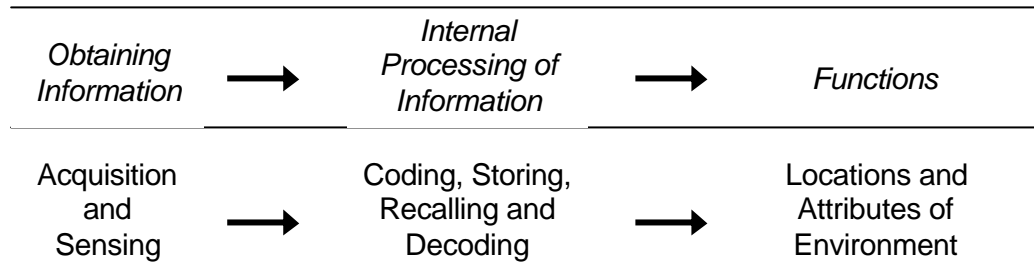 Obtaining
Information
Internal
Processing of
Information
Functions
Acquisition
and
Sensing
Coding, Storing,
Recalling and
Decoding
Locations and
Attributes of
Environment